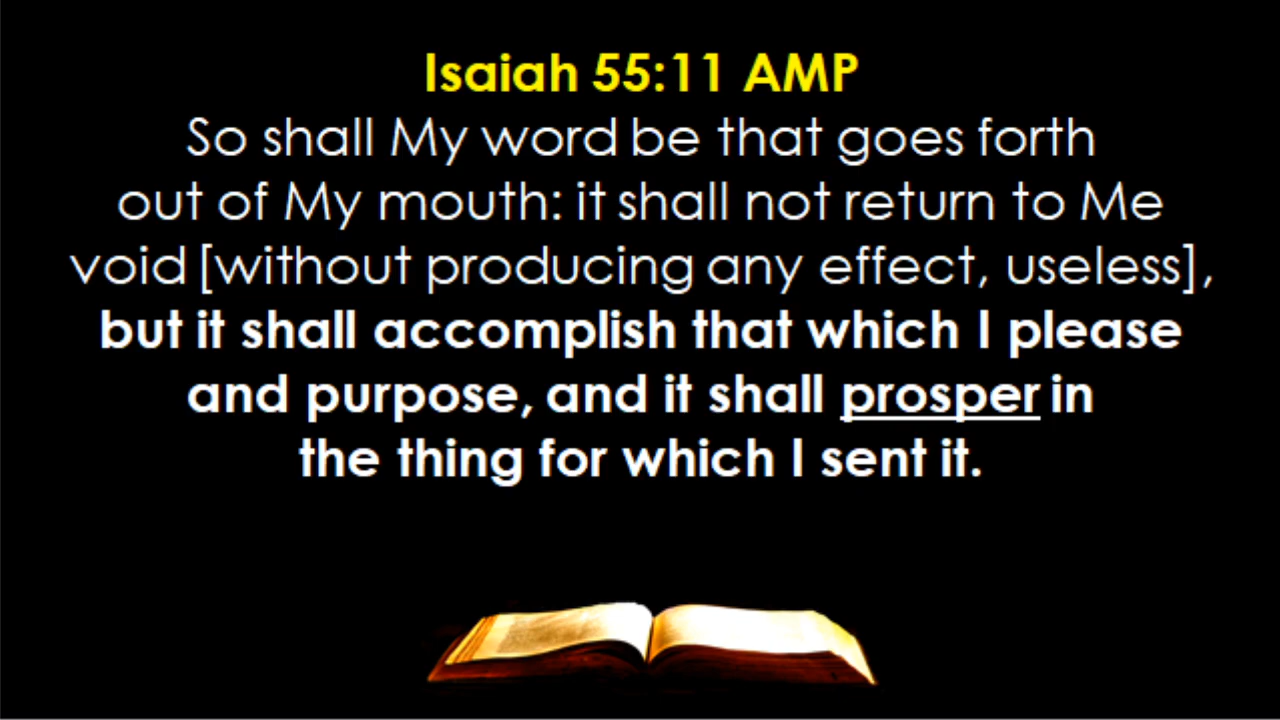 Isaiah 55:11 AMP
So shall My word be that goes forth
out of My mouth: it shall not return to Me
void [without producing any effect, useless],
but it shall accomplish that which I please
and purpose, and it shall prosper in
the thing for which I sent it.